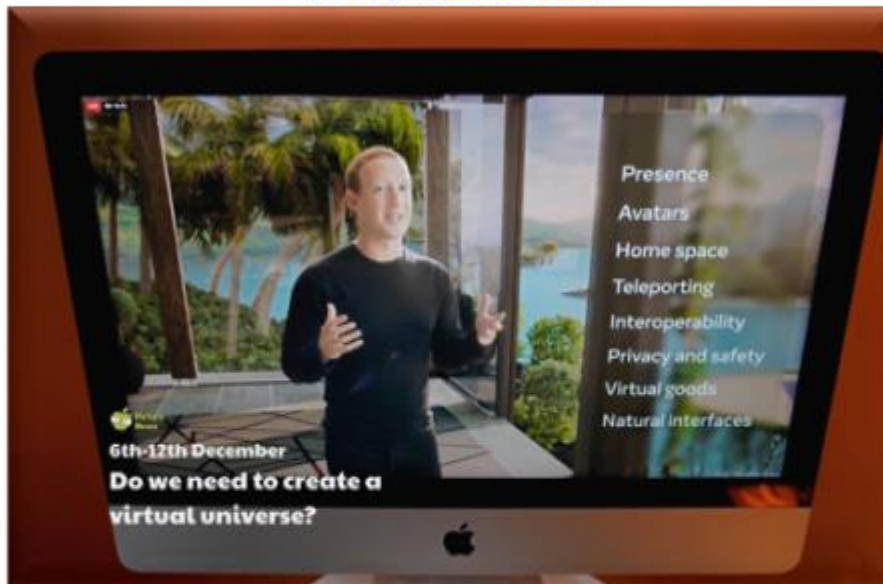 Presence
Avatars
Home space
Teleporting
Interoperability
Privacy and safety
Virtual goods
Natural interfaces
6th-12th December
Do we need to create a
virtual universe?